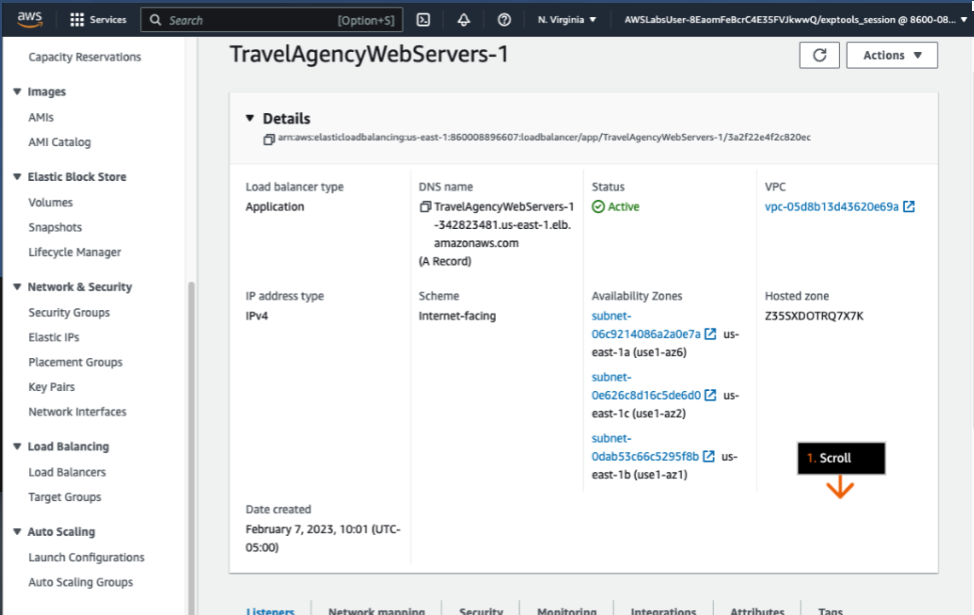 aws Services Search [Option+S] N. Virginia AWSLabsUser-8EaomFeBcrC4E35FVJkwwQ/exptools_session @ 8600-08...
Capacity Reservations
Images
AMIs
AMI Catalog
Elastic Block Store
Volumes
Snapshots
Lifecycle Manager
Network & Security
Security Groups
Elastic IPs
Placement Groups
Key Pairs
Network Interfaces
Load Balancing
Load Balancers
Target Groups
Auto Scaling
Launch Configurations
Auto Scaling Groups
TravelAgencyWebServers-1
Actions
Details
arn:aws:elasticloadbalancing:us-east-1:860008896607:loadbalancer/app/TravelAgencyWebServers-1/3a2f22e4f2c820ec
Load balancer type
Application
DNS name
TravelAgencyWebServers-1
-342823481.us-east-1.elb.
amazonaws.com
(A Record)
Status
Active
VPC
vpc-05d8b13d43620e69a
IP address type
IPv4
Scheme
Internet-facing
Availability Zones
subnet-
06c9214086a2a0e7a us-
east-1a (use1-az6)
subnet-
0e626c8d16c5de6d0 us-
east-1c (use1-az2)
subnet-
0dab53c66c5295f8b us-
east-1b (use1-az1)
Hosted zone
Z35SXDOTRQ7X7K
1. Scroll
Date created
February 7, 2023, 10:01 (UTC-
05:00)
Listeners Network mapping Security Monitoring Integrations Attributes Tags